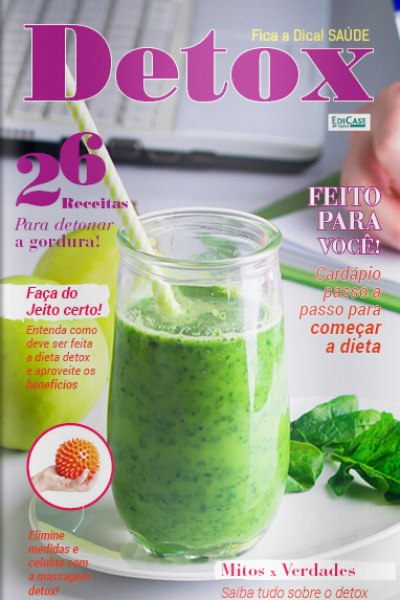 Fica a Dica! SAÚDE
Detox
EDICASE
digital
26
Receitas
Para detonar
a gordura!
FEITO
PARA
VOCÊ!
Cardápio
passo a
passo para
começar
a dieta
Faça do
Jeito certo!
Entenda como
deve ser feita
a dieta detox
e aproveite os
benefícios
Elimine
medidas e
celulite com
a massagem
detox!
Mitos x Verdades
Saiba tudo sobre o detox